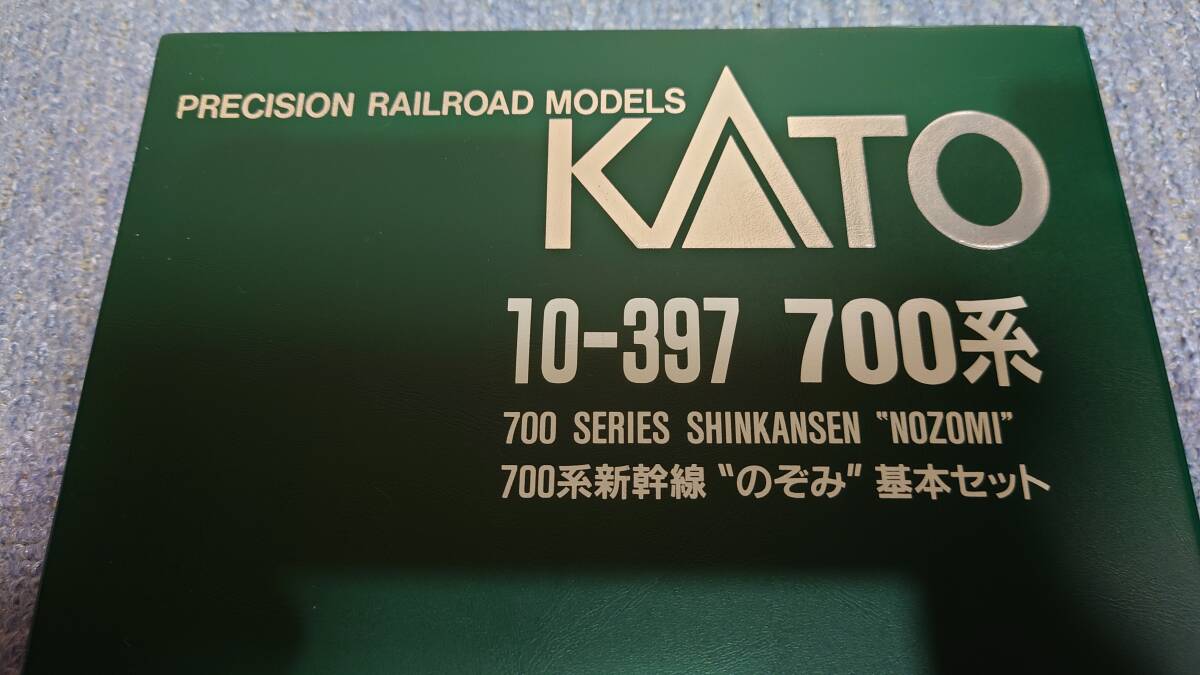 PRECISION RAILROAD MODELS
KATO
10-397 700系
700 SERIES SHINKANSEN "NOZOMI"
700系新幹線 "のぞみ" 基本セット